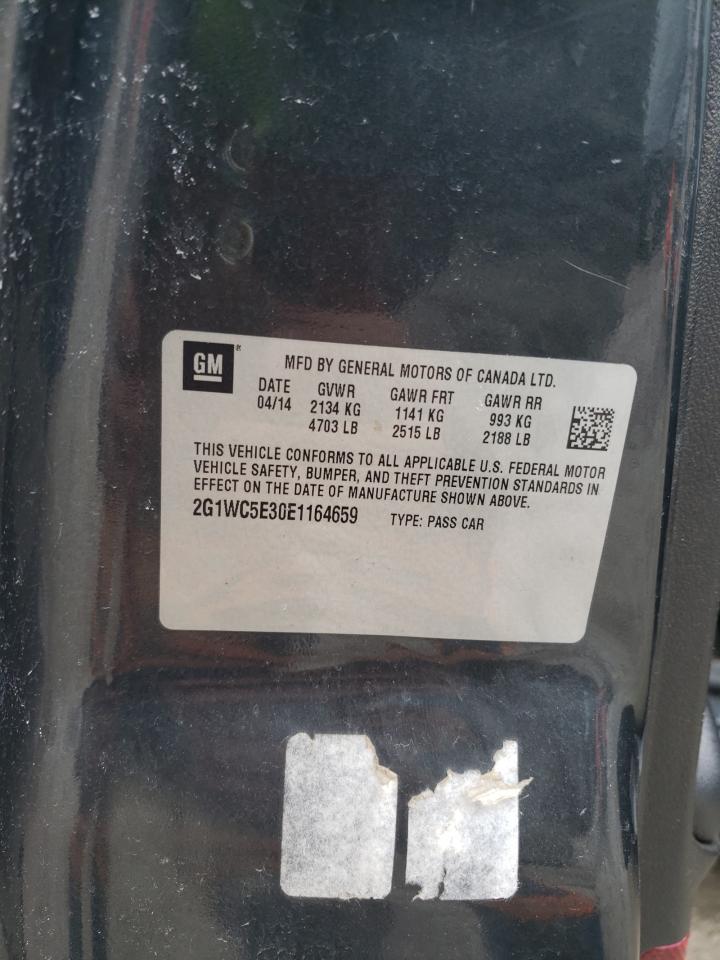 GM ®
MFD BY GENERAL MOTORS OF CANADA LTD.
DATE GVWR GAWR FRT GAWR RR
04/14 2134 KG 1141 KG 993 KG
4703 LB 2515 LB 2188 LB
THIS VEHICLE CONFORMS TO ALL APPLICABLE U.S. FEDERAL MOTOR
VEHICLE SAFETY, BUMPER, AND THEFT PREVENTION STANDARDS IN
EFFECT ON THE DATE OF MANUFACTURE SHOWN ABOVE.
2G1WC5E30E1164659 TYPE: PASS CAR